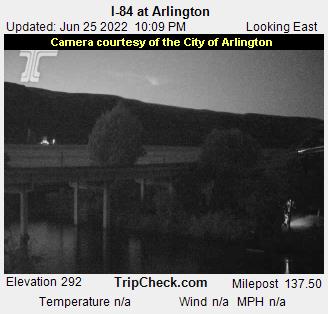 I-84 at Arlington
Updated: Jun 25 2022 10:09 PM Looking East
Camera courtesy of the City of Arlington
Elevation 292 TripCheck.com Milepost 137.50
Temperature n/a Wind n/a MPH n/a